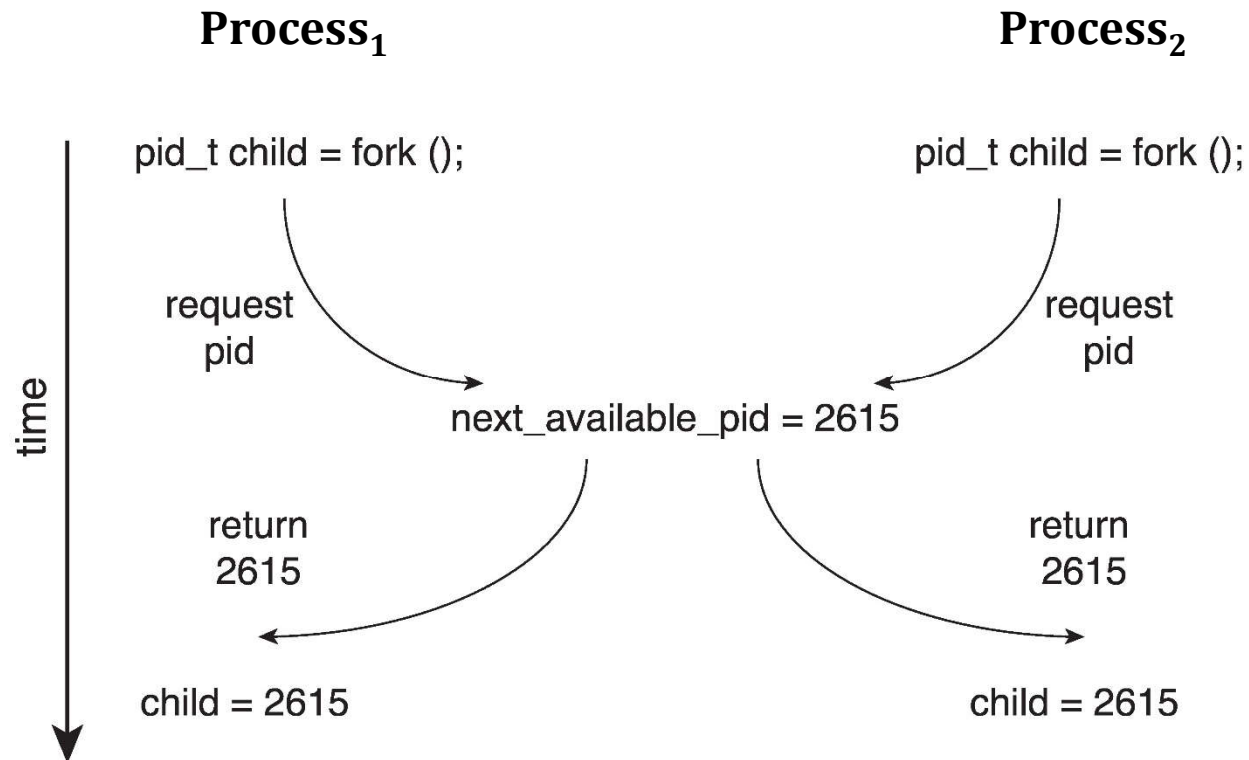 Process₁
Process₂
pid_t child = fork ();
pid_t child = fork ();
request
pid
request
pid
time
next_available_pid = 2615
return
2615
return
2615
child = 2615
child = 2615